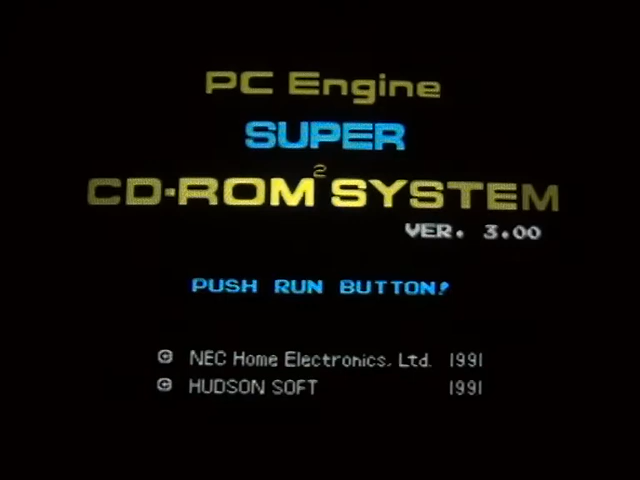 PC Engine
SUPER
CD-ROM² SYSTEM
VER. 3.00
PUSH RUN BUTTON!
© NEC Home Electronics, Ltd. 1991
© HUDSON SOFT 1991